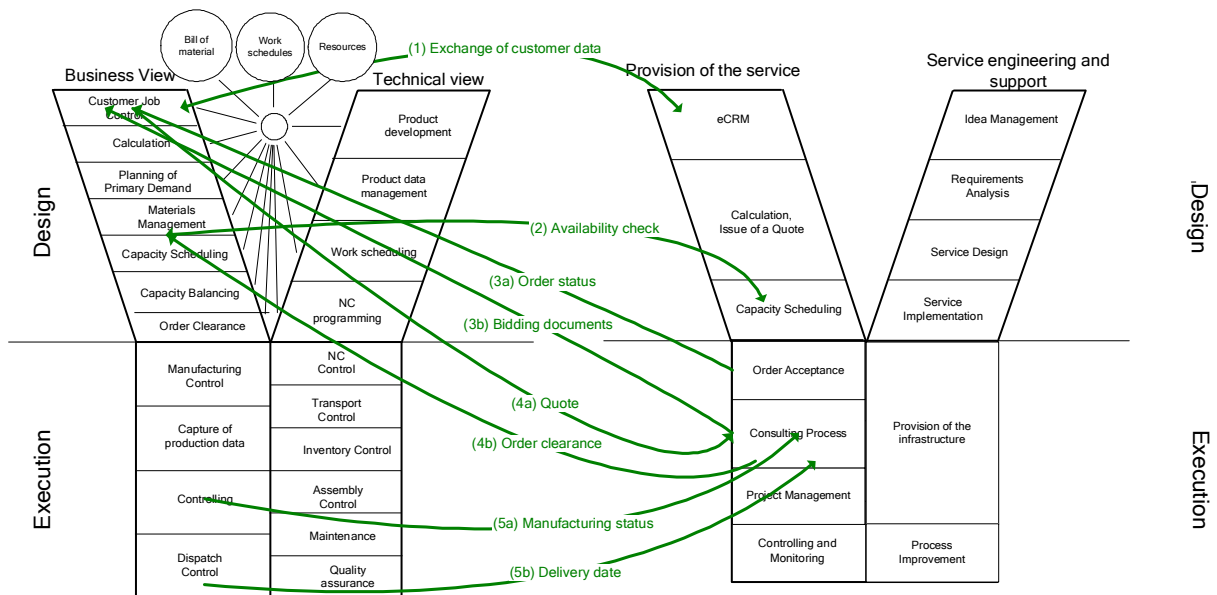 Bill of
material
Work
schedules
Resources
(1) Exchange of customer data
Business View
Technical view
Provision of the service
Service engineering and
support
Customer Job
Control
Calculation
Planning of
Primary Demand
Materials
Management
Capacity Scheduling
Capacity Balancing
Order Clearance
Product
development
Product data
management
Work scheduling
NC
programming
Design
(2) Availability check
(3a) Order status
(3b) Bidding documents
(4a) Quote
(4b) Order clearance
(5a) Manufacturing status
(5b) Delivery date
eCRM
Calculation,
Issue of a Quote
Capacity Scheduling
Idea Management
Requirements
Analysis
Service Design
Service
Implementation
,Design
Manufacturing
Control
Capture of
production data
Controlling
Dispatch
Control
NC
Control
Transport
Control
Inventory Control
Assembly
Control
Maintenance
Quality
assurance
Execution
Order Acceptance
Consulting Process
Project Management
Controlling and
Monitoring
Provision of the
infrastructure
Process
Improvement
Execution